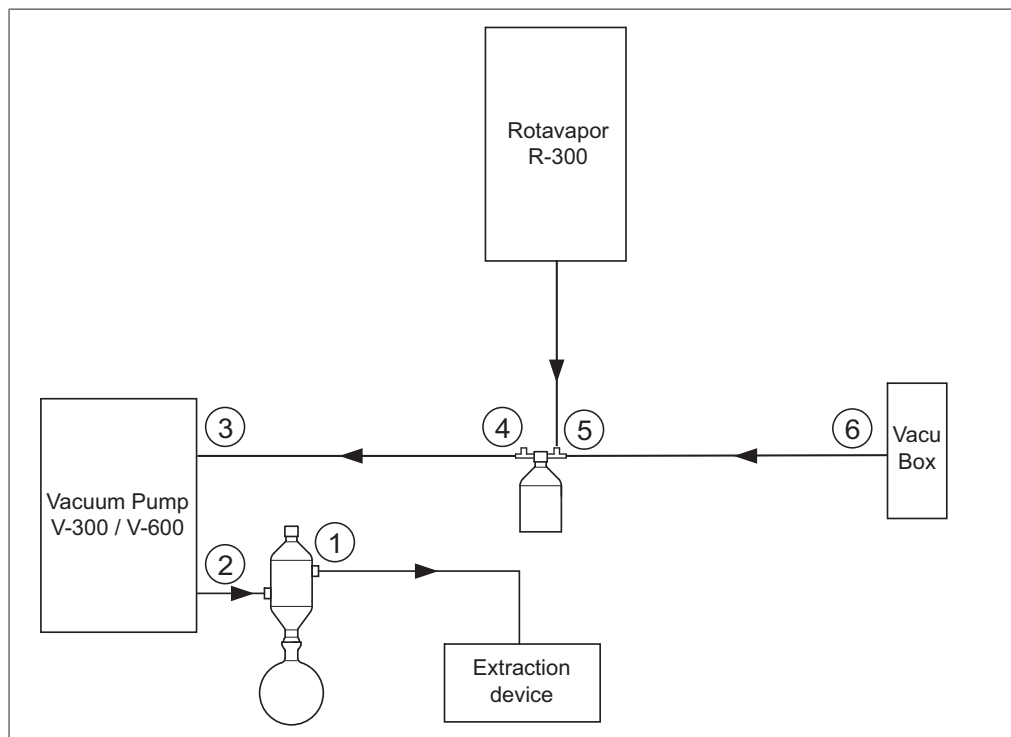 Rotavapor
R-300
3
4
5
6
Vacu
Box
Vacuum Pump
V-300 / V-600
2
1
Extraction
device